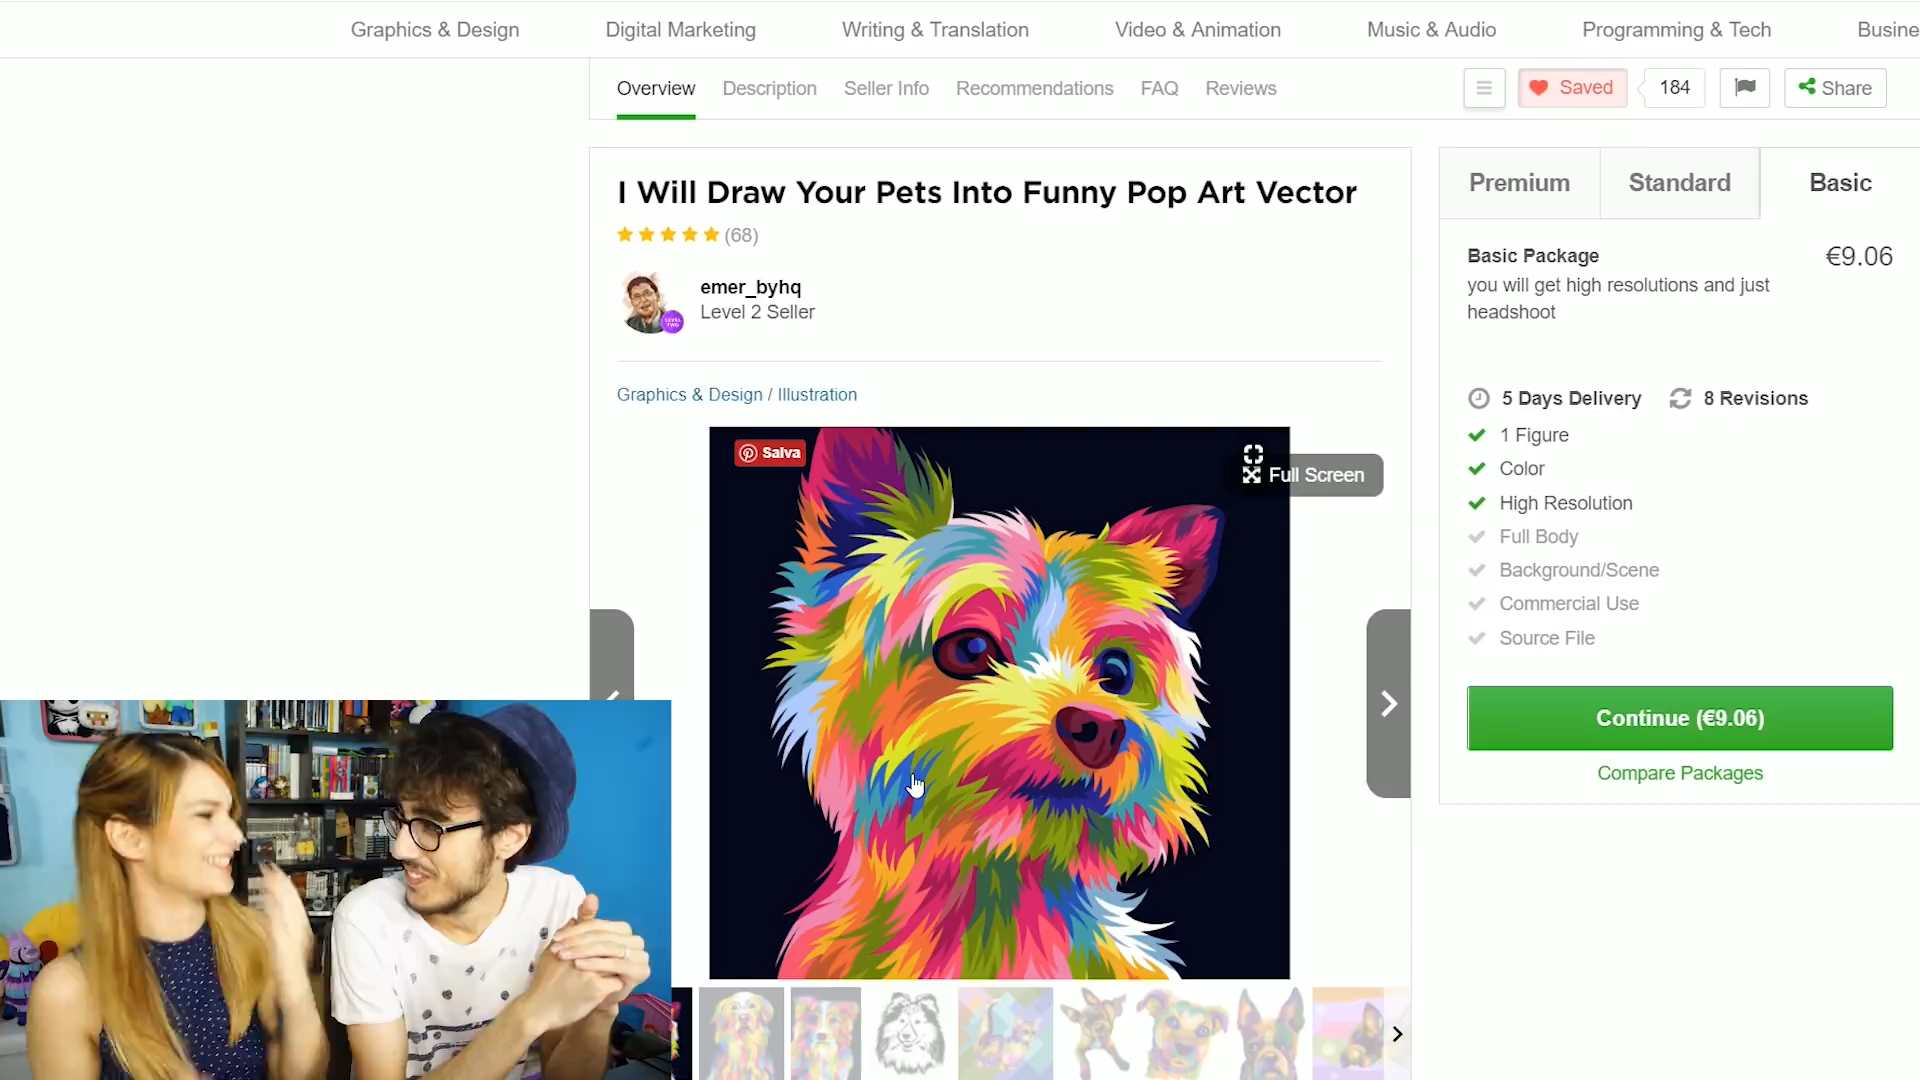 Graphics & Design
Digital Marketing
Writing & Translation
Video & Animation
Music & Audio
Programming & Tech
Busine
Overview
Description
Seller Info
Recommendations
FAQ
Reviews
Saved
184
Share
I Will Draw Your Pets Into Funny Pop Art Vector
(68)
emer_byhq
Level 2 Seller
LEVEL TWO
Graphics & Design / Illustration
Salva
Full Screen
Premium
Standard
Basic
Basic Package
€9.06
you will get high resolutions and just
headshoot
5 Days Delivery
8 Revisions
1 Figure
Color
High Resolution
Full Body
Background/Scene
Commercial Use
Source File
Continue (€9.06)
Compare Packages